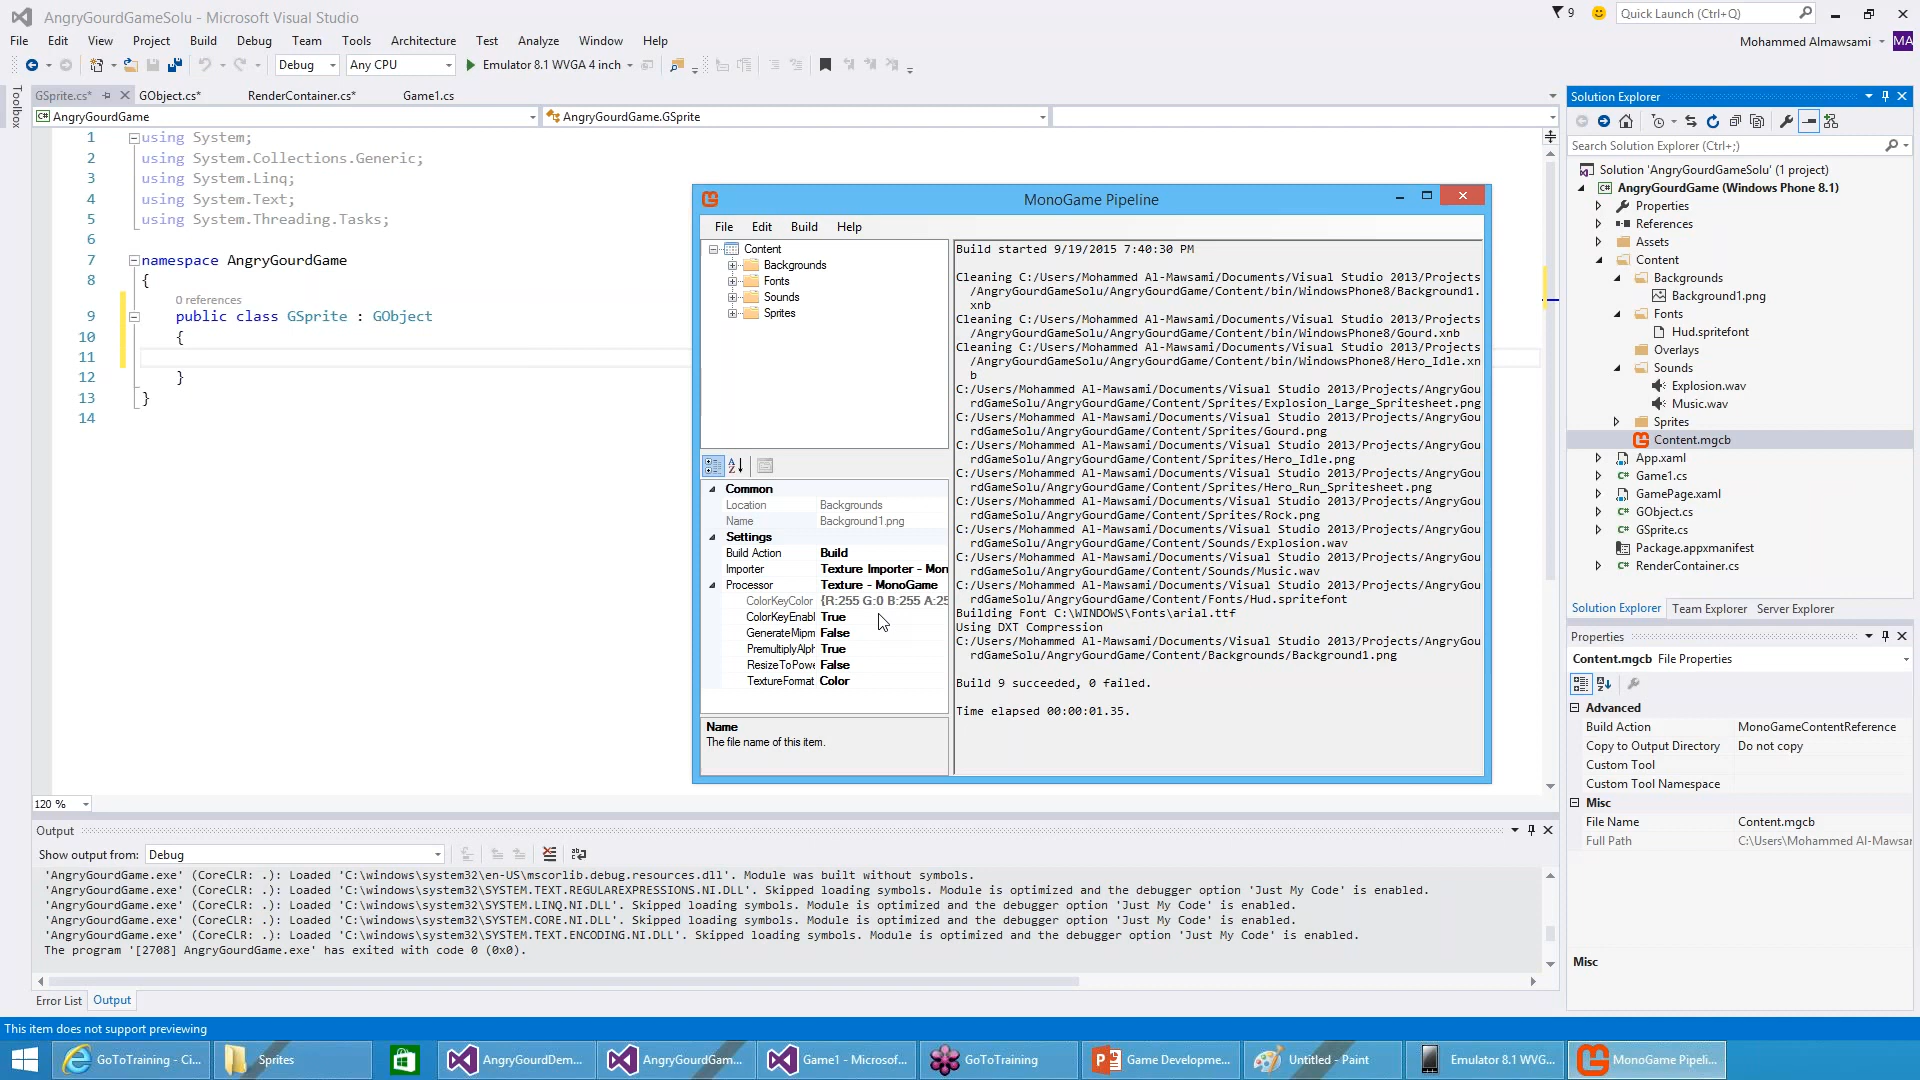 AngryGourdGameSolu - Microsoft Visual Studio
9
Quick Launch (Ctrl+Q)
File Edit View Project Build Debug Team Tools Architecture Test Analyze Window Help
Mohammed Almawsami
MA
Debug
Any CPU
Emulator 8.1 WVGA 4 inch
Toolbox
GSprite.cs*
GObject.cs*
RenderContainer.cs*
Game1.cs
AngryGourdGame
AngryGourdGame.GSprite
1 using System;
2 using System.Collections.Generic;
3 using System.Linq;
4 using System.Text;
5 using System.Threading.Tasks;
6
7 namespace AngryGourdGame
8 {
0 references
9 public class GSprite : GObject
10 {
11
12 }
13 }
14
120 %
MonoGame Pipeline
File Edit Build Help
Content
Backgrounds
Fonts
Sounds
Sprites
Common
Location Backgrounds
Name Background1.png
Settings
Build Action Build
Importer Texture Importer - Mon
Processor Texture - MonoGame
ColorKeyColor {R:255 G:0 B:255 A:25
ColorKeyEnabl True
GenerateMipm False
PremultiplyAlph True
ResizeToPowe False
TextureFormat Color
Name
The file name of this item.
Build started 9/19/2015 7:40:30 PM
Cleaning C:/Users/Mohammed Al-Mawsami/Documents/Visual Studio 2013/Projects
/AngryGourdGameSolu/AngryGourdGame/Content/bin/WindowsPhone8/Background1.
xnb
Cleaning C:/Users/Mohammed Al-Mawsami/Documents/Visual Studio 2013/Projects
/AngryGourdGameSolu/AngryGourdGame/Content/bin/WindowsPhone8/Gourd.xnb
Cleaning C:/Users/Mohammed Al-Mawsami/Documents/Visual Studio 2013/Projects
/AngryGourdGameSolu/AngryGourdGame/Content/bin/WindowsPhone8/Hero_Idle.xn
b
C:/Users/Mohammed Al-Mawsami/Documents/Visual Studio 2013/Projects/AngryGou
rdGameSolu/AngryGourdGame/Content/Sprites/Explosion_Large_Spritesheet.png
C:/Users/Mohammed Al-Mawsami/Documents/Visual Studio 2013/Projects/AngryGou
rdGameSolu/AngryGourdGame/Content/Sprites/Gourd.png
C:/Users/Mohammed Al-Mawsami/Documents/Visual Studio 2013/Projects/AngryGou
rdGameSolu/AngryGourdGame/Content/Sprites/Hero_Idle.png
C:/Users/Mohammed Al-Mawsami/Documents/Visual Studio 2013/Projects/AngryGou
rdGameSolu/AngryGourdGame/Content/Sprites/Hero_Run_Spritesheet.png
C:/Users/Mohammed Al-Mawsami/Documents/Visual Studio 2013/Projects/AngryGou
rdGameSolu/AngryGourdGame/Content/Sprites/Rock.png
C:/Users/Mohammed Al-Mawsami/Documents/Visual Studio 2013/Projects/AngryGou
rdGameSolu/AngryGourdGame/Content/Sounds/Explosion.wav
C:/Users/Mohammed Al-Mawsami/Documents/Visual Studio 2013/Projects/AngryGou
rdGameSolu/AngryGourdGame/Content/Sounds/Music.wav
C:/Users/Mohammed Al-Mawsami/Documents/Visual Studio 2013/Projects/AngryGou
rdGameSolu/AngryGourdGame/Content/Fonts/Hud.spritefont
Building Font C:\WINDOWS\Fonts\arial.ttf
Using DXT Compression
C:/Users/Mohammed Al-Mawsami/Documents/Visual Studio 2013/Projects/AngryGou
rdGameSolu/AngryGourdGame/Content/Backgrounds/Background1.png
Build 9 succeeded, 0 failed.
Time elapsed 00:00:01.35.
Solution Explorer
Search Solution Explorer (Ctrl+;)
Solution 'AngryGourdGameSolu' (1 project)
AngryGourdGame (Windows Phone 8.1)
Properties
References
Assets
Content
Backgrounds
Background1.png
Fonts
Hud.spritefont
Overlays
Sounds
Explosion.wav
Music.wav
Sprites
Content.mgcb
App.xaml
Game1.cs
GamePage.xaml
GObject.cs
GSprite.cs
Package.appxmanifest
RenderContainer.cs
Solution Explorer Team Explorer Server Explorer
Properties
Content.mgcb File Properties
Advanced
Build Action MonoGameContentReference
Copy to Output Directory Do not copy
Custom Tool
Custom Tool Namespace
Misc
File Name Content.mgcb
Full Path C:\Users\Mohammed Al-Mawsar
Misc
Output
Show output from: Debug
'AngryGourdGame.exe' (CoreCLR: .): Loaded 'C:\windows\system32\en-US\mscorlib.debug.resources.dll'. Module was built without symbols.
'AngryGourdGame.exe' (CoreCLR: .): Loaded 'C:\windows\system32\SYSTEM.TEXT.REGULAREXPRESSIONS.NI.DLL'. Skipped loading symbols. Module is optimized and the debugger option 'Just My Code' is enabled.
'AngryGourdGame.exe' (CoreCLR: .): Loaded 'C:\windows\system32\SYSTEM.LINQ.NI.DLL'. Skipped loading symbols. Module is optimized and the debugger option 'Just My Code' is enabled.
'AngryGourdGame.exe' (CoreCLR: .): Loaded 'C:\windows\system32\SYSTEM.CORE.NI.DLL'. Skipped loading symbols. Module is optimized and the debugger option 'Just My Code' is enabled.
'AngryGourdGame.exe' (CoreCLR: .): Loaded 'C:\windows\system32\SYSTEM.TEXT.ENCODING.NI.DLL'. Skipped loading symbols. Module is optimized and the debugger option 'Just My Code' is enabled.
The program '[2708] AngryGourdGame.exe' has exited with code 0 (0x0).
Error List Output
This item does not support previewing
GoToTraining - Ci...
Sprites
AngryGourdDem...
AngryGourdGam...
Game1 - Microsof...
GoToTraining
Game Developme...
Untitled - Paint
Emulator 8.1 WVG...
MonoGame Pipeli...